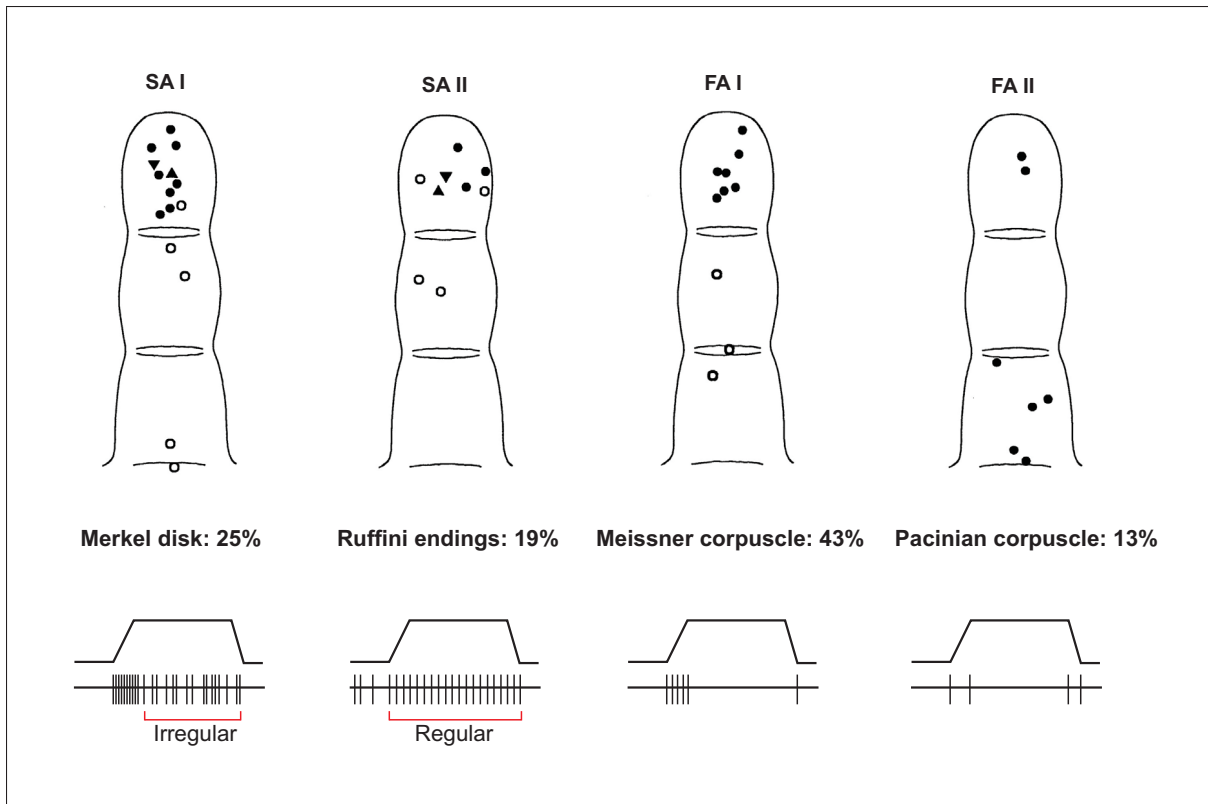 SA I
SA II
FA I
FA II
Merkel disk: 25%
Ruffini endings: 19%
Meissner corpuscle: 43%
Pacinian corpuscle: 13%
Irregular
Regular